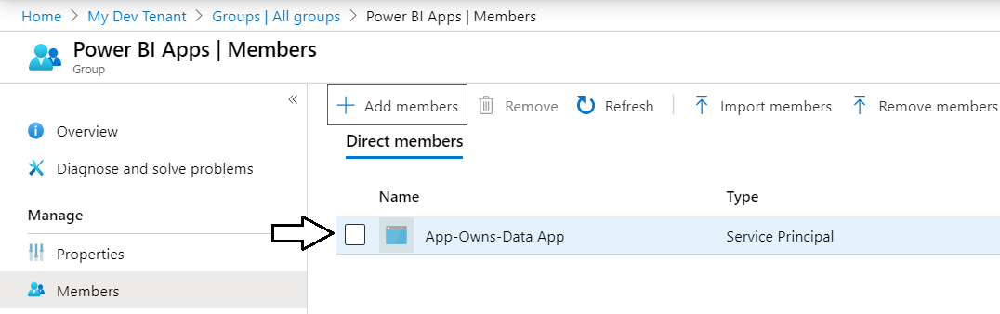 Home > My Dev Tenant > Groups | All groups > Power BI Apps | Members
Power BI Apps | Members
Group
«
Overview
Diagnose and solve problems
Manage
Properties
Members
+ Add members Remove Refresh Import members Remove members
Direct members
Name Type
App-Owns-Data App Service Principal